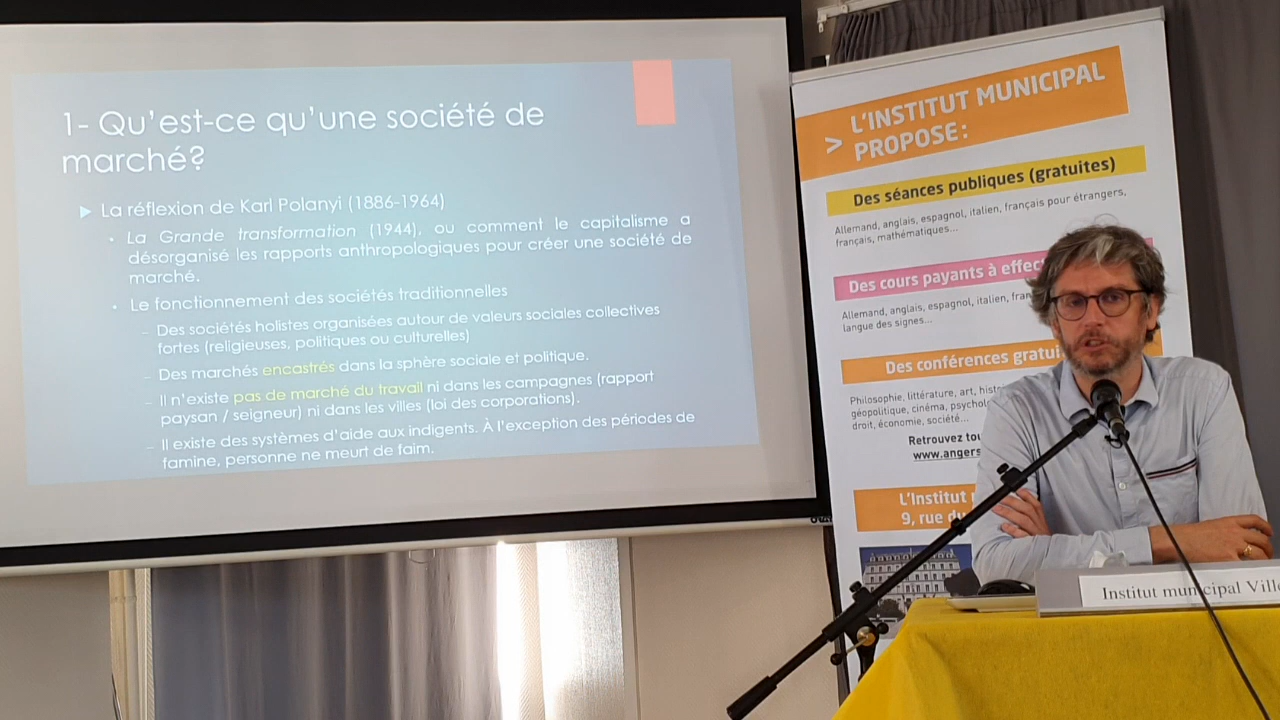 1- Qu'est-ce qu'une société de
marché?
La réflexion de Karl Polanyi (1886-1964)
La Grande transformation (1944), ou comment le capitalisme a
désorganisé les rapports anthropologiques pour créer une société de
marché.
Le fonctionnement des sociétés traditionnelles
Des sociétés holistes organisées autour de valeurs sociales collectives
fortes (religieuses, politiques ou culturelles)
Des marchés encastrés dans la sphère sociale et politique.
Il n'existe pas de marché du travail ni dans les campagnes (rapport
paysan / seigneur) ni dans les villes (loi des corporations).
Il existe des systèmes d'aide aux indigents. À l'exception des périodes de
famine, personne ne meurt de faim.
> L'INSTITUT MUNICIPAL
PROPOSE :
Des séances publiques (gratuites)
Allemand, anglais, espagnol, italien, français pour étrangers,
français, mathématiques...
Des cours payants à effec
Allemand, anglais, espagnol, italien, fran
langue des signes...
Des conférences gratui
Philosophie, littérature, art, hist
géopolitique, cinéma, psychol
droit, économie, société...
Retrouvez tou
www.angers
L'Institut
9, rue du
Institut municipal Ville